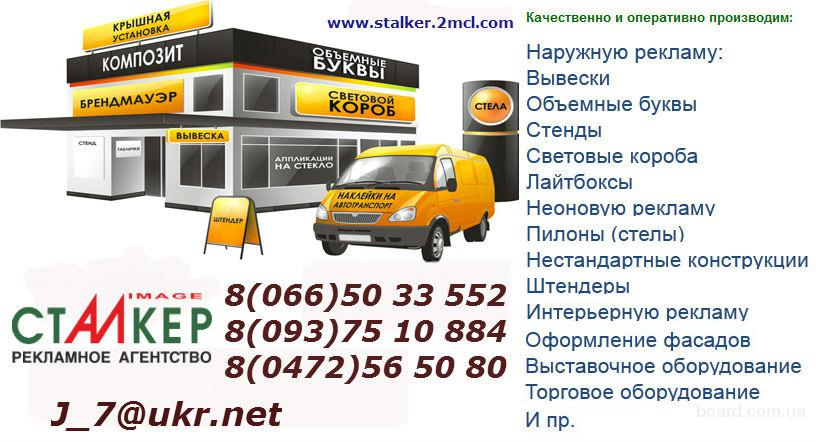 КРЫШНАЯ
УСТАНОВКА
КОМПОЗИТ
БРЕНДМАУЭР
ОБЪЕМНЫЕ
БУКВЫ
СВЕТОВОЙ
КОРОБ
СТЕЛА
ВЫВЕСКА
СТЕНД
ТАБЛИЧКИ
АППЛИКАЦИИ
НА СТЕКЛО
НАКЛЕЙКИ НА
АВТОТРАНСПОРТ
ШТЕНДЕР
www.stalker.2mcl.com
IMAGE
СТАЛКЕР
РЕКЛАМНОЕ АГЕНТСТВО
8(066)50 33 552
8(093)75 10 884
8(0472)56 50 80
J_7@ukr.net
Качественно и оперативно производим:
Наружную рекламу:
Вывески
Объемные буквы
Стенды
Световые короба
Лайтбоксы
Неоновую рекламу
Пилоны (стелы)
Нестандартные конструкции
Штендеры
Интерьерную рекламу
Оформление фасадов
Выставочное оборудование
Торговое оборудование
И пр.
board.com.ua